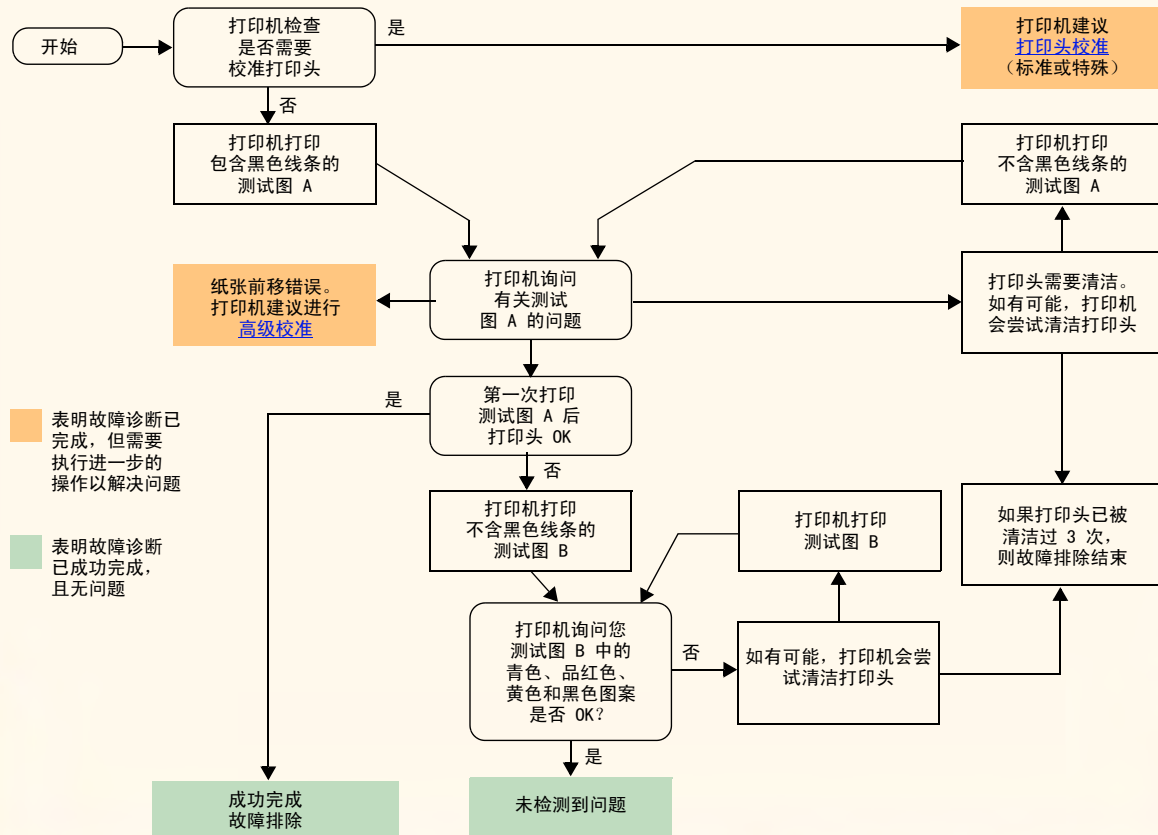 开始
打印机检查
是否需要
校准打印头
是
打印机建议
打印头校准
（标准或特殊）
否
打印机打印
包含黑色线条的
测试图 A
打印机打印
不含黑色线条的
测试图 A
纸张前移错误。
打印机建议进行
高级校准
打印机询问
有关测试
图 A 的问题
打印头需要清洁。
如有可能，打印机
会尝试清洁打印头
是
第一次打印
测试图 A 后
打印头 OK
否
表明故障诊断已
完成，但需要
执行进一步的
操作以解决问题
打印机打印
不含黑色线条的
测试图 B
打印机打印
测试图 B
如果打印头已被
清洁过 3 次，
则故障排除结束
表明故障诊断
已成功完成，
且无问题
打印机询问您
测试图 B 中的
青色、品红色、
黄色和黑色图案
是否 OK？
否
如有可能，打印机会尝
试清洁打印头
是
成功完成
故障排除
未检测到问题